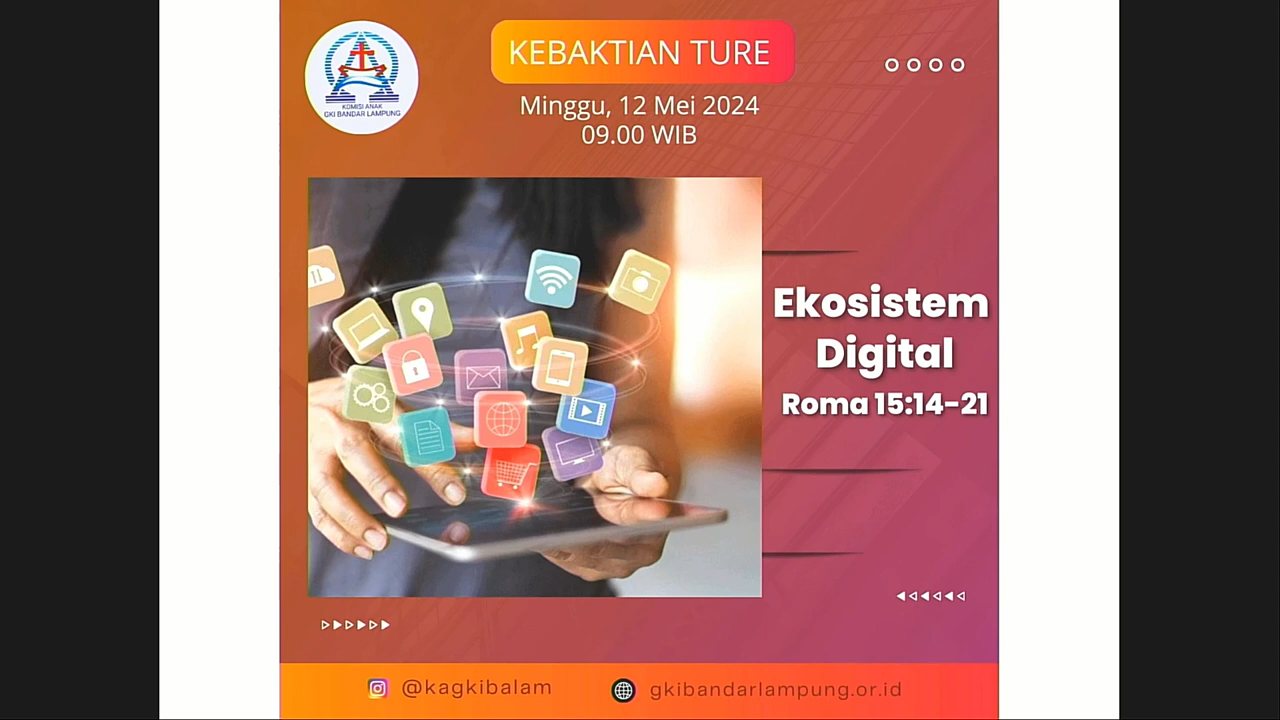 KOMISI ANAK
GKI BANDAR LAMPUNG
KEBAKTIAN TURE
Minggu, 12 Mei 2024
09.00 WIB
Ekosistem
Digital
Roma 15:14-21
@kagkibalam
gkibandarlampung.or.id